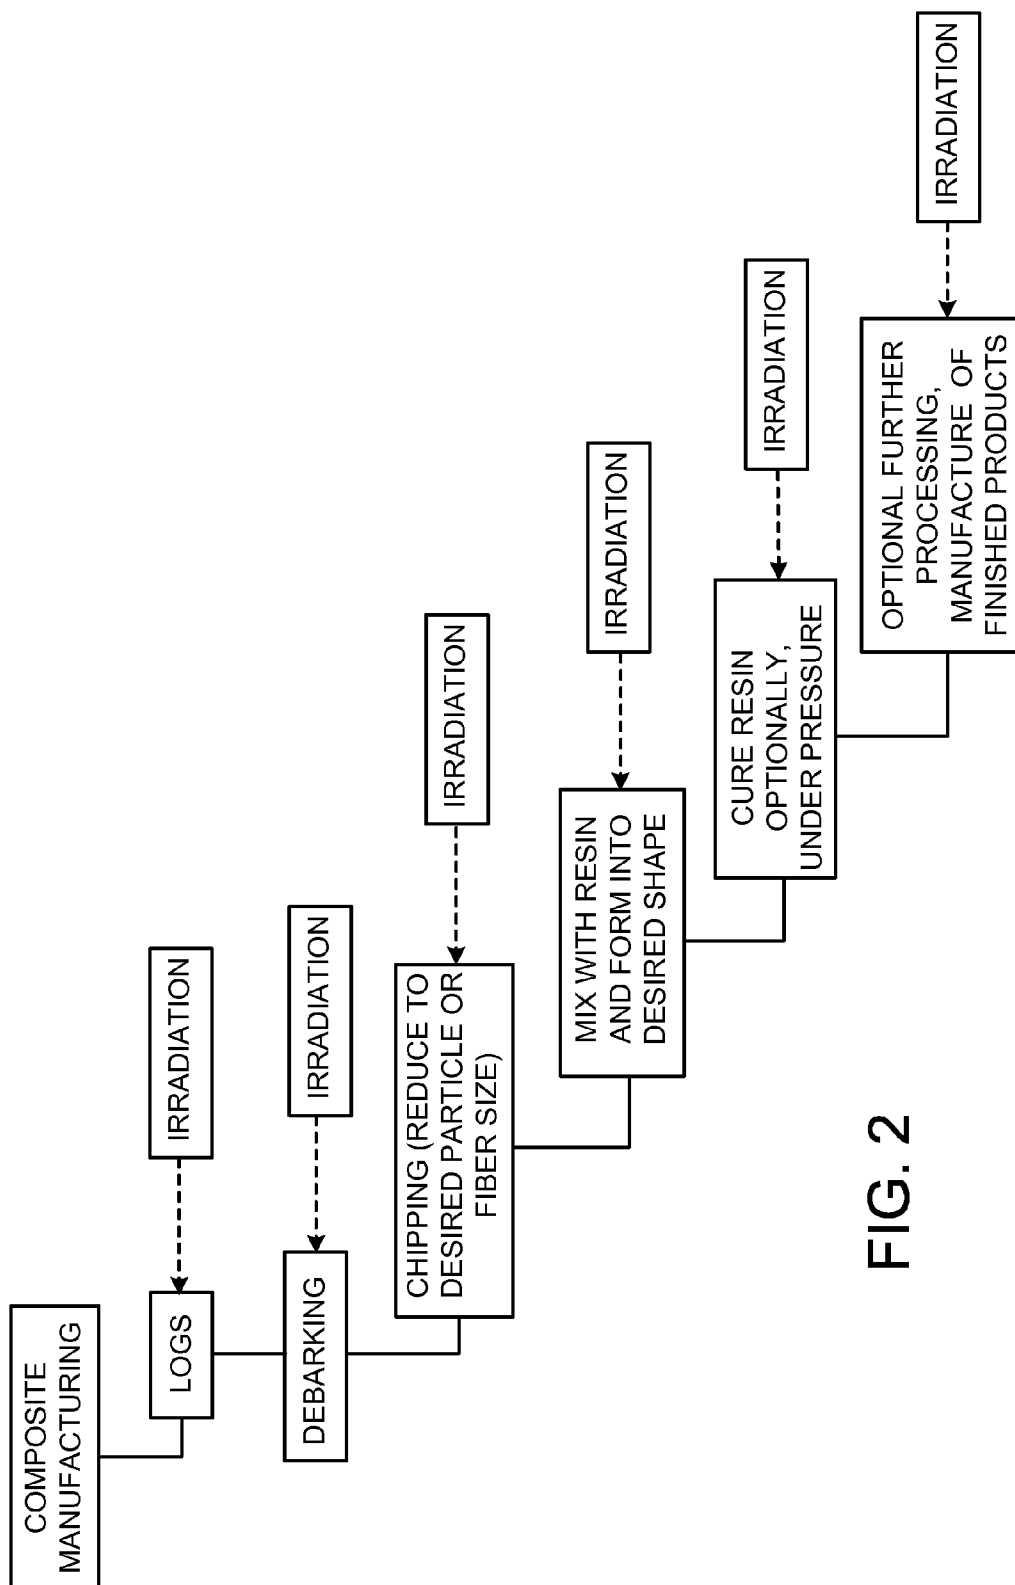 COMPOSITE
MANUFACTURING
LOGS
IRRADIATION
DEBARKING
IRRADIATION
CHIPPING (REDUCE TO
DESIRED PARTICLE OR
FIBER SIZE)
IRRADIATION
MIX WITH RESIN
AND FORM INTO
DESIRED SHAPE
IRRADIATION
CURE RESIN
OPTIONALLY,
UNDER PRESSURE
IRRADIATION
OPTIONAL FURTHER
PROCESSING,
MANUFACTURE OF
FINISHED PRODUCTS
IRRADIATION
FIG. 2